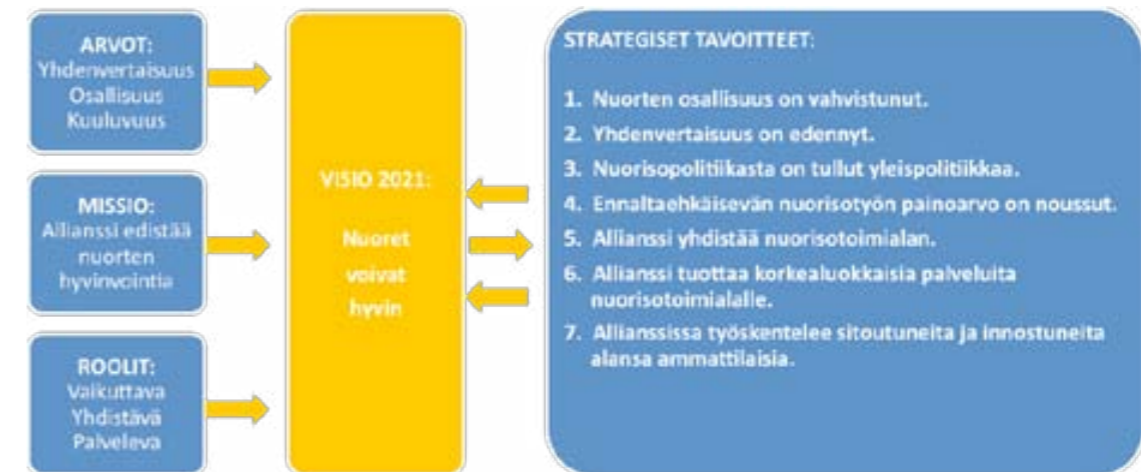 ARVOT:
Yhdenvertaisuus
Osallisuus
Kuuluvuus
MISSIO:
Allianssi edistää
nuorten
hyvinvointia
ROOLIT:
Vaikuttava
Yhdistävä
Palveleva
VISIO 2021:
Nuoret
voivat
hyvin
STRATEGISET TAVOITTEET:
1. Nuorten osallisuus on vahvistunut.
2. Yhdenvertaisuus on edennyt.
3. Nuorisopolitiikasta on tullut yleispolitiikkaa.
4. Ennaltaehkäisevän nuorisotyön painoarvo on noussut.
5. Allianssi yhdistää nuorisotoimialan.
6. Allianssi tuottaa korkealuokkaisia palveluita
nuorisotoimialalle.
7. Allianssissa työskentelee sitoutuneita ja innostuneita
alansa ammattilaisia.